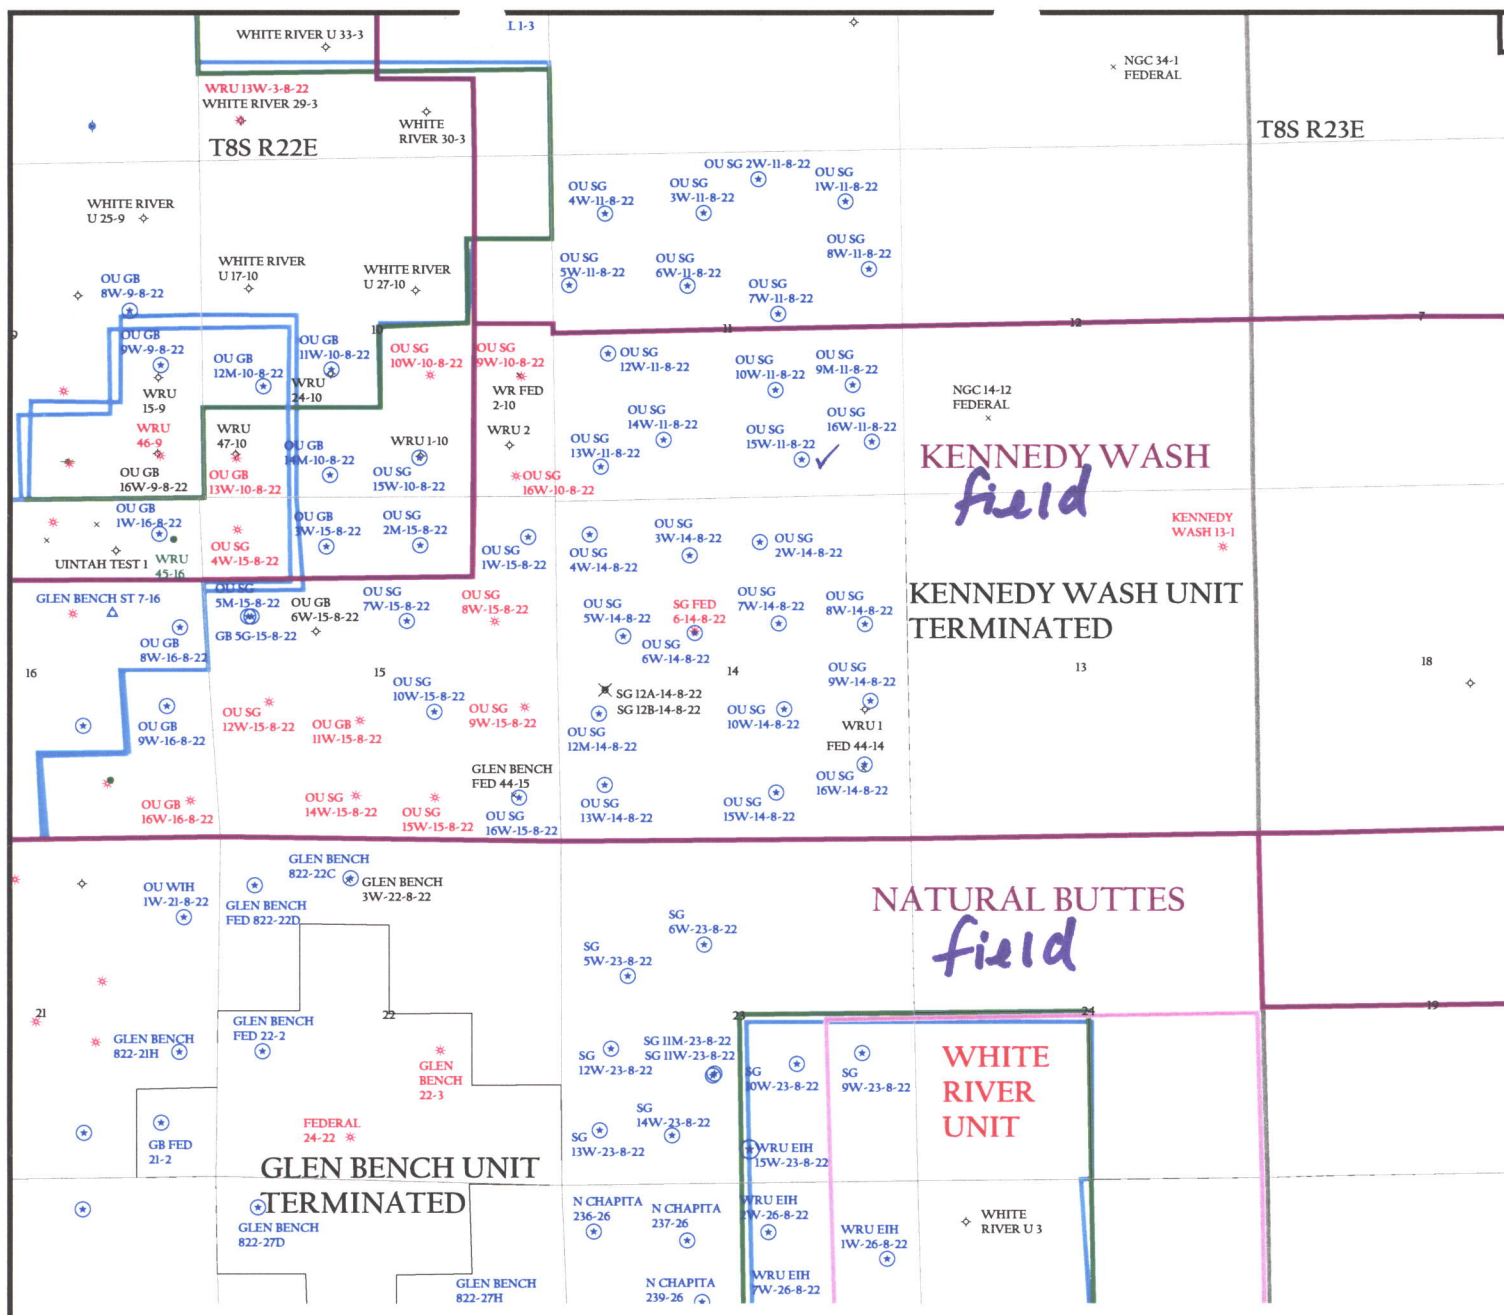 WHITE RIVER U 33-3
L 1-3
NGC 34-1
FEDERAL
WRU 13W-3-8-22
WHITE RIVER 29-3
WHITE
RIVER 30-3
T8S R22E
T8S R23E
OU SG 2W-11-8-22
OU SG
4W-11-8-22
OU SG
3W-11-8-22
OU SG
1W-11-8-22
WHITE RIVER
U 25-9
OU SG
8W-11-8-22
WHITE RIVER
U 17-10
WHITE RIVER
U 27-10
OU SG
5W-11-8-22
OU SG
6W-11-8-22
OU SG
7W-11-8-22
OU GB
8W-9-8-22
9
10
11
12
7
OU GB
9W-9-8-22
OU GB
12M-10-8-22
OU GB
11W-10-8-22
OU SG
10W-10-8-22
OU SG
9W-10-8-22
OU SG
12W-11-8-22
OU SG
10W-11-8-22
OU SG
9M-11-8-22
WRU
15-9
WRU
24-10
WR FED
2-10
NGC 14-12
FEDERAL
WRU
46-9
WRU
47-10
WRU 1-10
WRU 2
OU SG
14W-11-8-22
OU SG
13W-11-8-22
OU SG
15W-11-8-22
OU SG
16W-11-8-22
KENNEDY WASH
field
OU GB
16W-9-8-22
OU GB
13W-10-8-22
OU GB
14M-10-8-22
OU SG
15W-10-8-22
OU SG
16W-10-8-22
OU GB
1W-16-8-22
OU SG
4W-15-8-22
OU GB
3W-15-8-22
OU SG
2M-15-8-22
OU SG
1W-15-8-22
OU SG
4W-14-8-22
OU SG
3W-14-8-22
OU SG
2W-14-8-22
KENNEDY
WASH 13-1
UINTAH TEST 1
WRU
45-16
GLEN BENCH ST 7-16
OU SG
5M-15-8-22
GB 5G-15-8-22
OU GB
6W-15-8-22
OU SG
7W-15-8-22
OU SG
8W-15-8-22
OU SG
5W-14-8-22
SG FED
6-14-8-22
OU SG
6W-14-8-22
OU SG
7W-14-8-22
OU SG
8W-14-8-22
KENNEDY WASH UNIT
TERMINATED
OU GB
8W-16-8-22
16
15
14
13
18
OU SG
10W-15-8-22
SG 12A-14-8-22
SG 12B-14-8-22
OU SG
9W-14-8-22
OU GB
9W-16-8-22
OU SG
12W-15-8-22
OU GB
11W-15-8-22
OU SG
9W-15-8-22
OU SG
12M-14-8-22
OU SG
10W-14-8-22
WRU 1
FED 44-14
GLEN BENCH
FED 44-15
OU GB
16W-16-8-22
OU SG
14W-15-8-22
OU SG
15W-15-8-22
OU SG
16W-15-8-22
OU SG
13W-14-8-22
OU SG
15W-14-8-22
OU SG
16W-14-8-22
GLEN BENCH
822-22C
GLEN BENCH
3W-22-8-22
OU WIH
1W-21-8-22
GLEN BENCH
FED 822-22D
NATURAL BUTTES
field
SG
6W-23-8-22
SG
5W-23-8-22
21
22
23
24
19
GLEN BENCH
822-21H
GLEN BENCH
FED 22-2
GLEN
BENCH
22-3
SG
12W-23-8-22
SG 11M-23-8-22
SG 11W-23-8-22
SG
10W-23-8-22
SG
9W-23-8-22
WHITE
RIVER
UNIT
GB FED
21-2
FEDERAL
24-22
SG
14W-23-8-22
SG
13W-23-8-22
WRU EIH
15W-23-8-22
GLEN BENCH UNIT
TERMINATED
GLEN BENCH
822-27D
N CHAPITA
236-26
N CHAPITA
237-26
WRU EIH
2W-26-8-22
WRU EIH
1W-26-8-22
WHITE
RIVER U 3
GLEN BENCH
822-27H
N CHAPITA
239-26
WRU EIH
7W-26-8-22